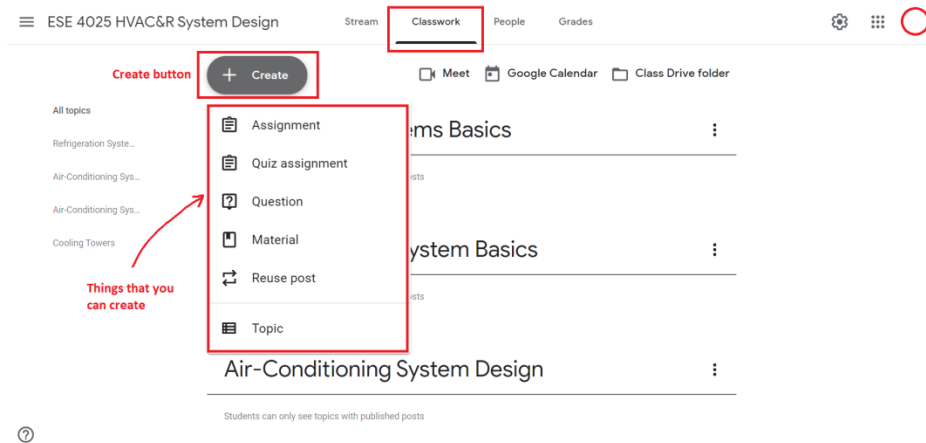 ESE 4025 HVAC&R System Design
Stream
Classwork
People
Grades
Create button
Create
Meet
Google Calendar
Class Drive folder
All topics
Refrigeration Syste...
Air-Conditioning Sys...
Air-Conditioning Sys...
Cooling Towers
Things that you
can create
Assignment
Quiz assignment
Question
Material
Reuse post
Topic
ems Basics
ystem Basics
Air-Conditioning System Design
Students can only see topics with published posts